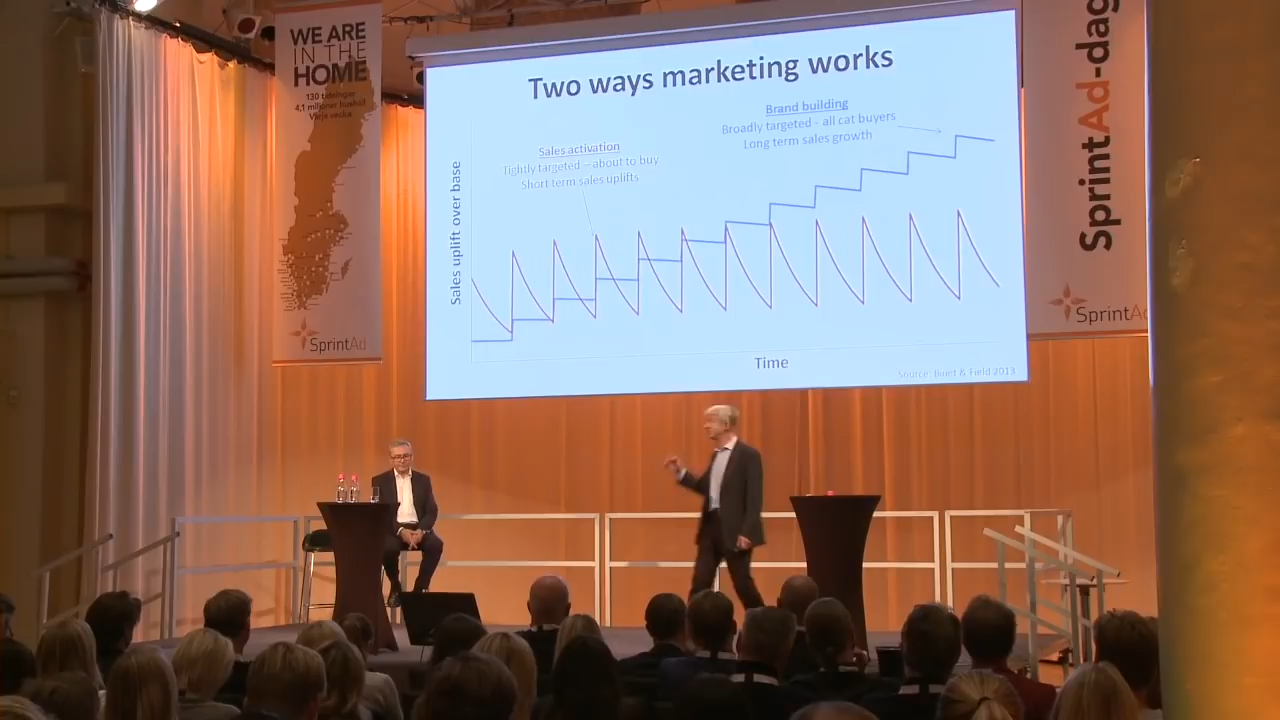 WE ARE
IN THE
HOME
130 tidningar
4,1 miljoner hushåll
Varje vecka
SprintAd
Two ways marketing works
Sales activation
Tightly targeted – about to buy
Short term sales uplifts
Brand building
Broadly targeted - all cat buyers
Long term sales growth
Sales uplift over base
Time
Source: Binet & Field 2013
SprintAd-dag
SprintAd